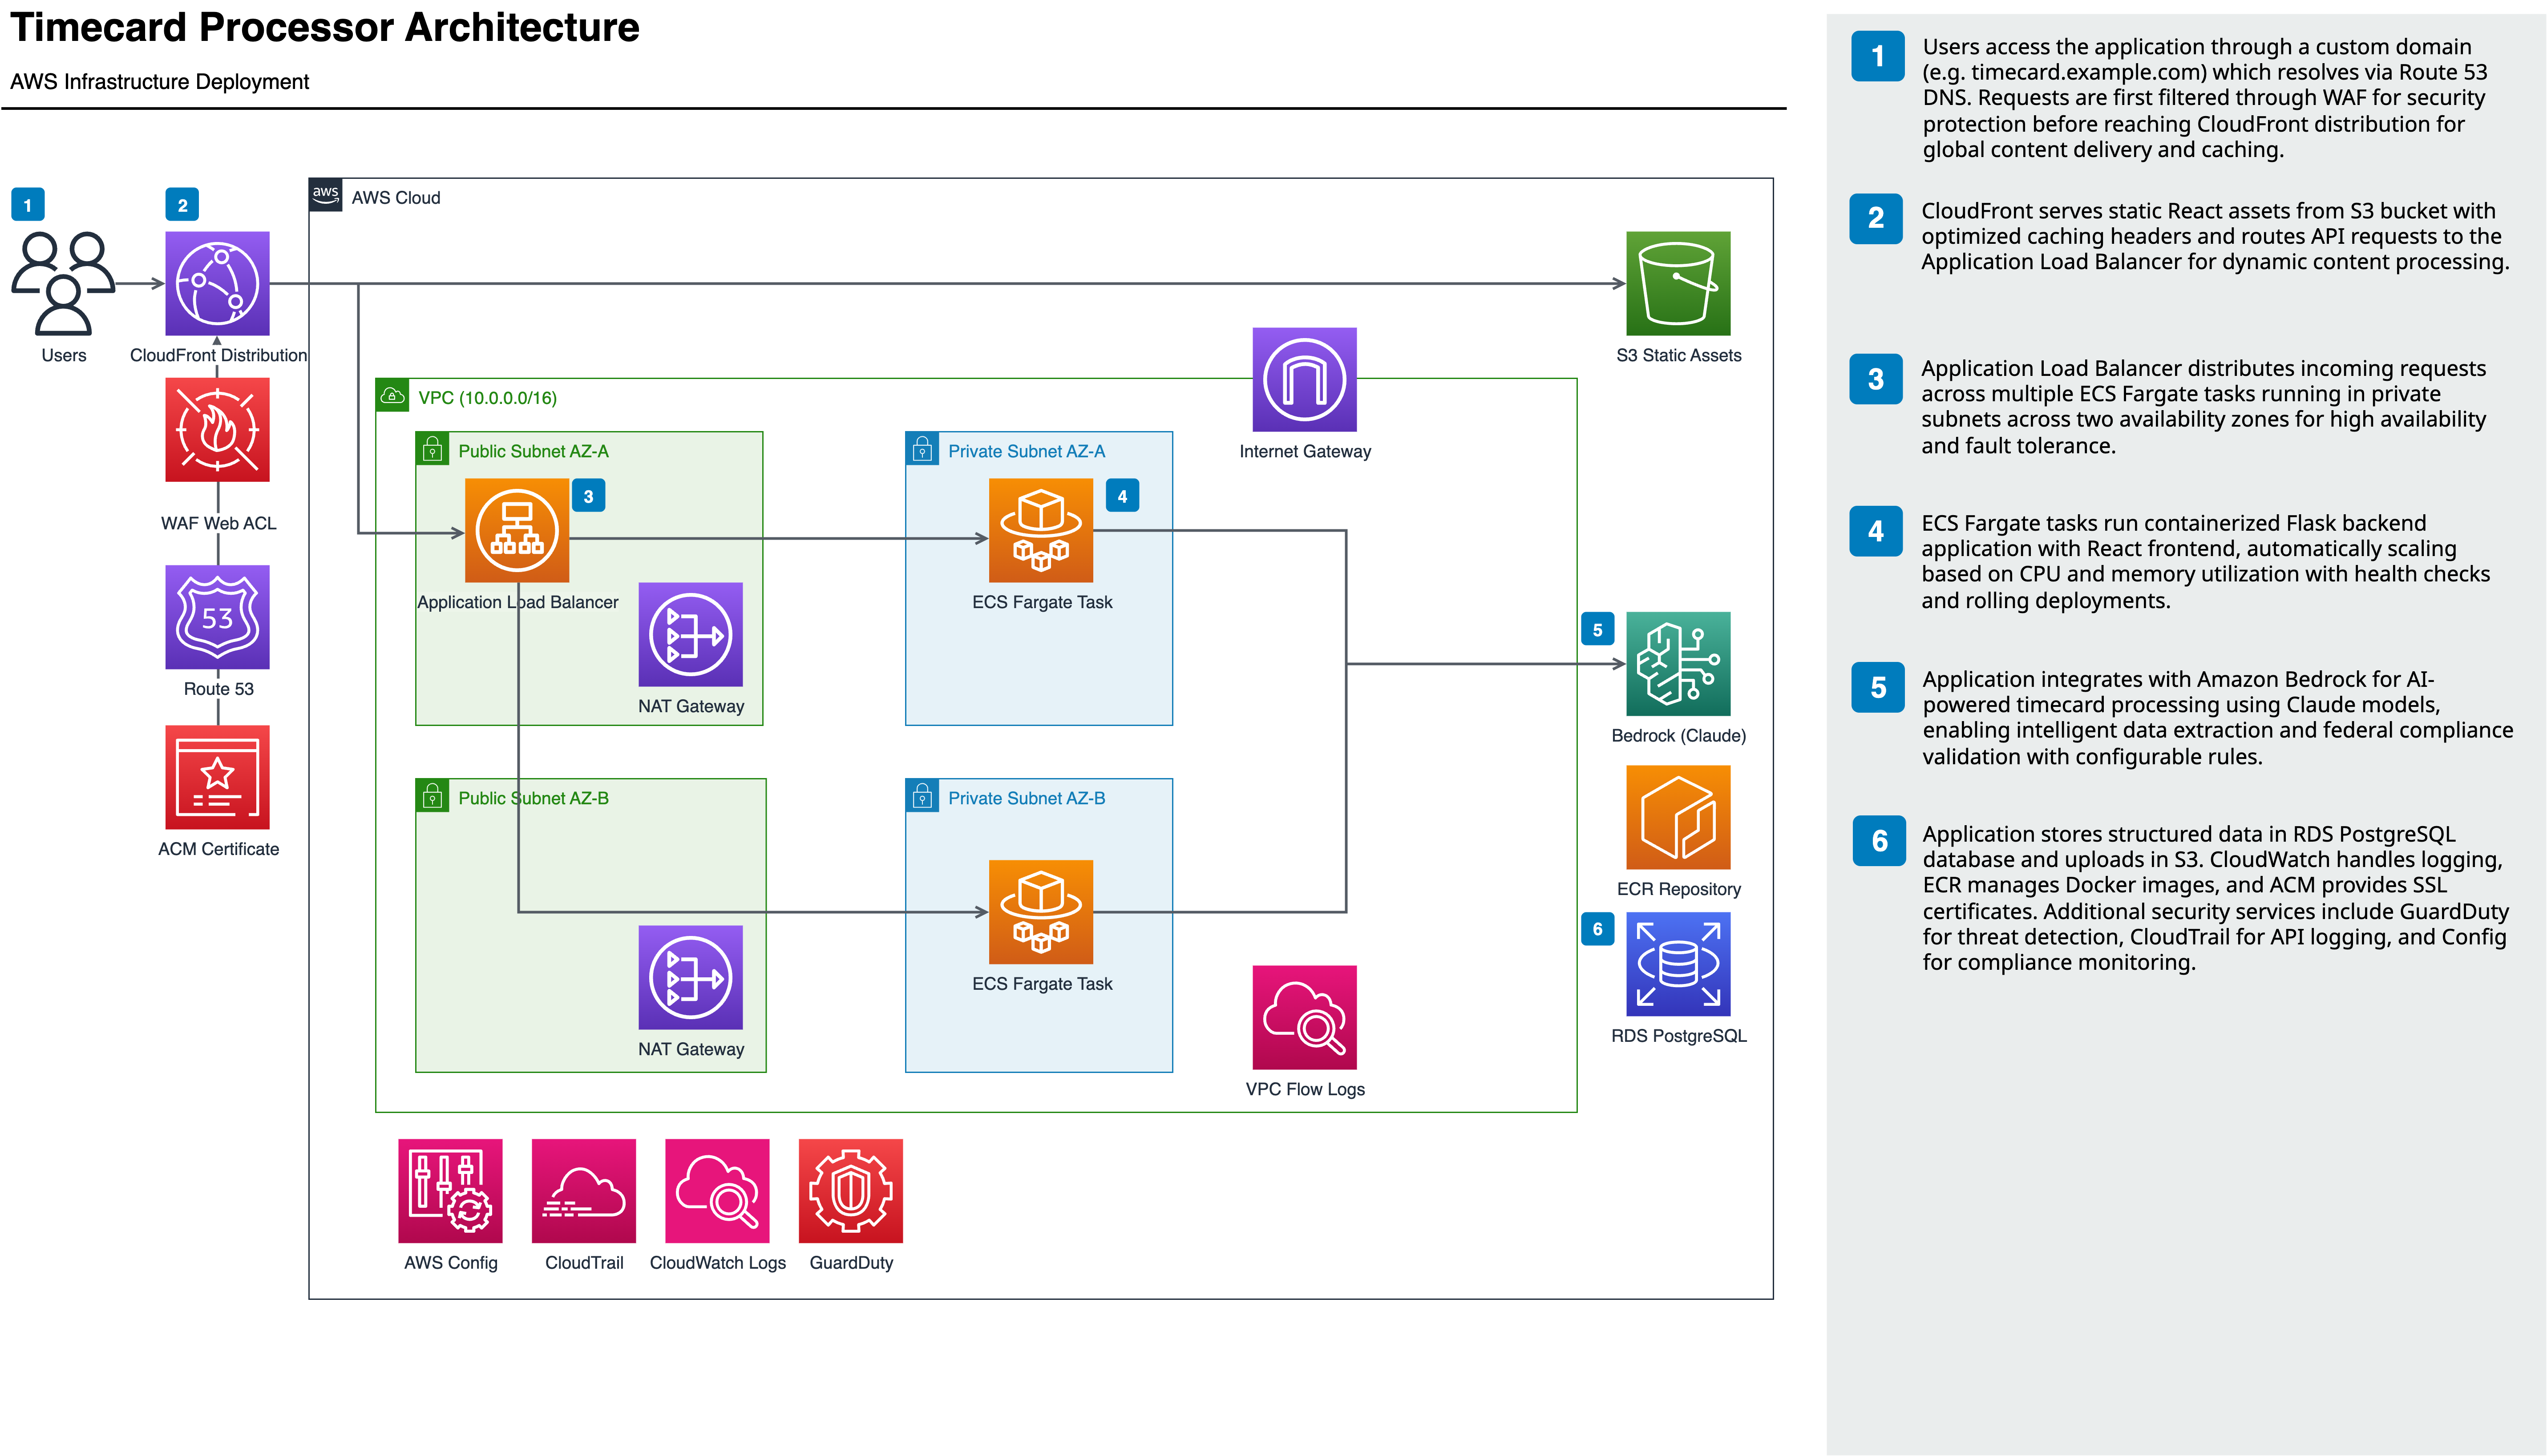 Timecard Processor Architecture
AWS Infrastructure Deployment
1
2
aws
AWS Cloud
Users
CloudFront Distribution
S3 Static Assets
VPC (10.0.0.0/16)
Internet Gateway
Public Subnet AZ-A
Private Subnet AZ-A
3
4
WAF Web ACL
Application Load Balancer
ECS Fargate Task
53
5
Route 53
NAT Gateway
Bedrock (Claude)
Public Subnet AZ-B
Private Subnet AZ-B
ACM Certificate
ECR Repository
6
ECS Fargate Task
RDS PostgreSQL
NAT Gateway
VPC Flow Logs
AWS Config
CloudTrail
CloudWatch Logs
GuardDuty
1
Users access the application through a custom domain
(e.g. timecard.example.com) which resolves via Route 53
DNS. Requests are first filtered through WAF for security
protection before reaching CloudFront distribution for
global content delivery and caching.
2
CloudFront serves static React assets from S3 bucket with
optimized caching headers and routes API requests to the
Application Load Balancer for dynamic content processing.
3
Application Load Balancer distributes incoming requests
across multiple ECS Fargate tasks running in private
subnets across two availability zones for high availability
and fault tolerance.
4
ECS Fargate tasks run containerized Flask backend
application with React frontend, automatically scaling
based on CPU and memory utilization with health checks
and rolling deployments.
5
Application integrates with Amazon Bedrock for AI-
powered timecard processing using Claude models,
enabling intelligent data extraction and federal compliance
validation with configurable rules.
6
Application stores structured data in RDS PostgreSQL
database and uploads in S3. CloudWatch handles logging,
ECR manages Docker images, and ACM provides SSL
certificates. Additional security services include GuardDuty
for threat detection, CloudTrail for API logging, and Config
for compliance monitoring.